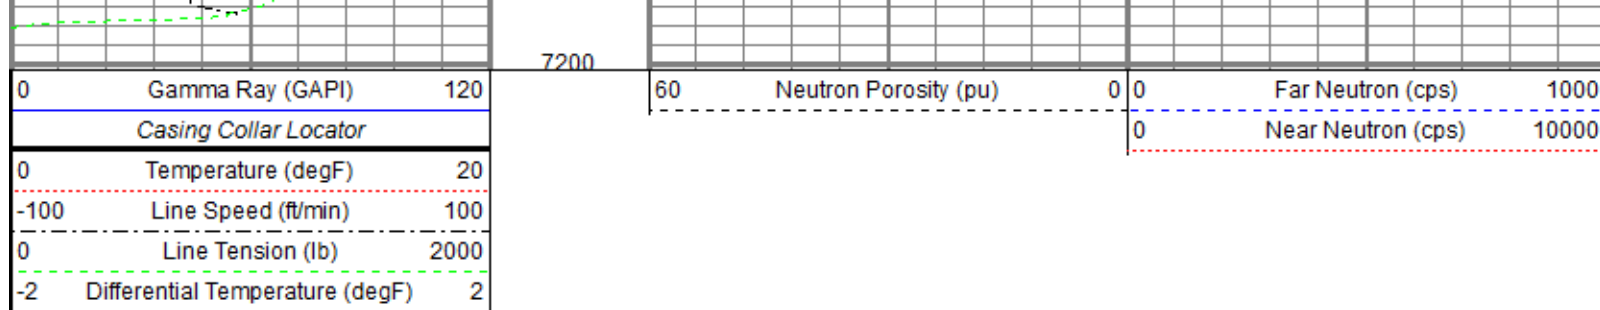 7200
0 Gamma Ray (GAPI) 120
60 Neutron Porosity (pu) 0
0 Far Neutron (cps) 1000
Casing Collar Locator
0 Near Neutron (cps) 10000
0 Temperature (degF) 20
-100 Line Speed (ft/min) 100
0 Line Tension (lb) 2000
-2 Differential Temperature (degF) 2